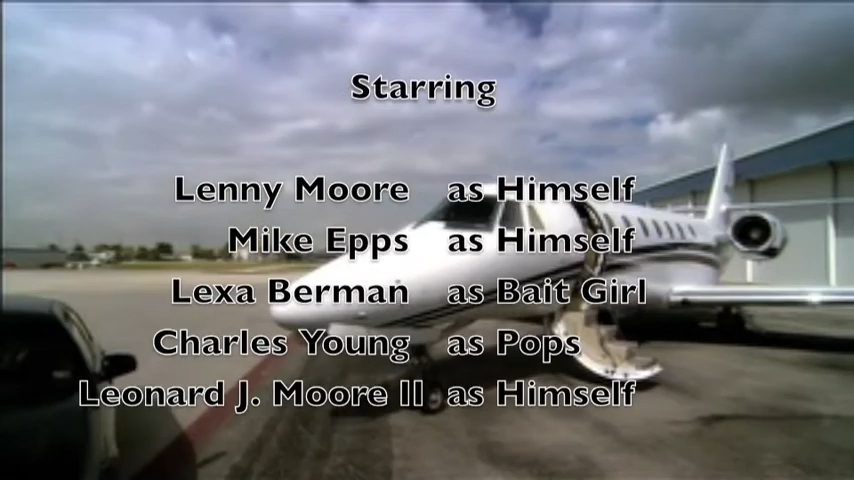 Starring
Lenny Moore as Himself
Mike Epps as Himself
Lexa Berman as Bait Girl
Charles Young as Pops
Leonard J. Moore II as Himself